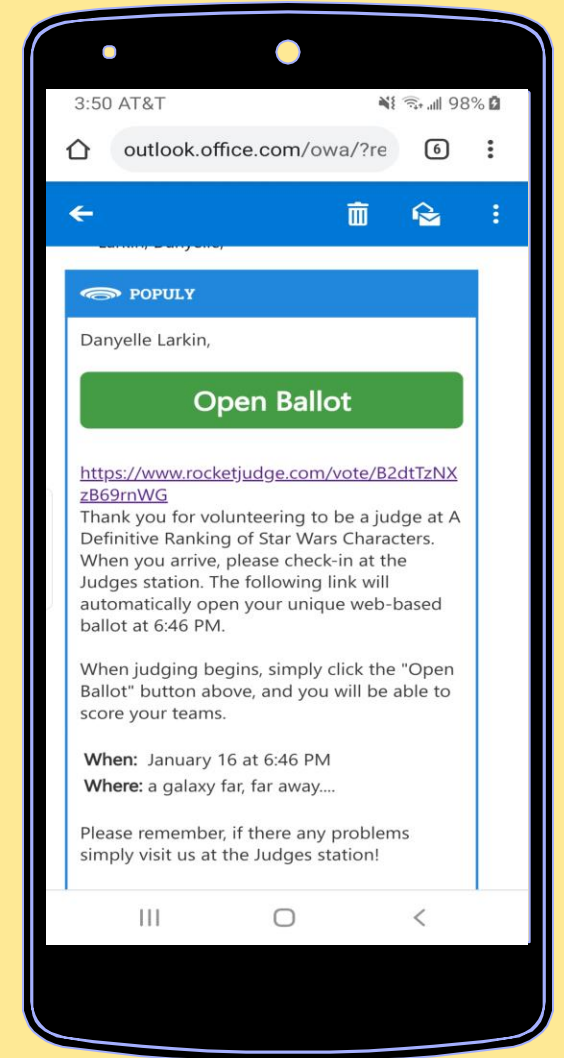 3:50 AT&T 98%
outlook.office.com/owa/?re 6
Larkin, Danyelle,
POPULY
Danyelle Larkin,
Open Ballot
https://www.rocketjudge.com/vote/B2dtTzNX
zB69rnWG
Thank you for volunteering to be a judge at A
Definitive Ranking of Star Wars Characters.
When you arrive, please check-in at the
Judges station. The following link will
automatically open your unique web-based
ballot at 6:46 PM.
When judging begins, simply click the "Open
Ballot" button above, and you will be able to
score your teams.
When: January 16 at 6:46 PM
Where: a galaxy far, far away....
Please remember, if there any problems
simply visit us at the Judges station!